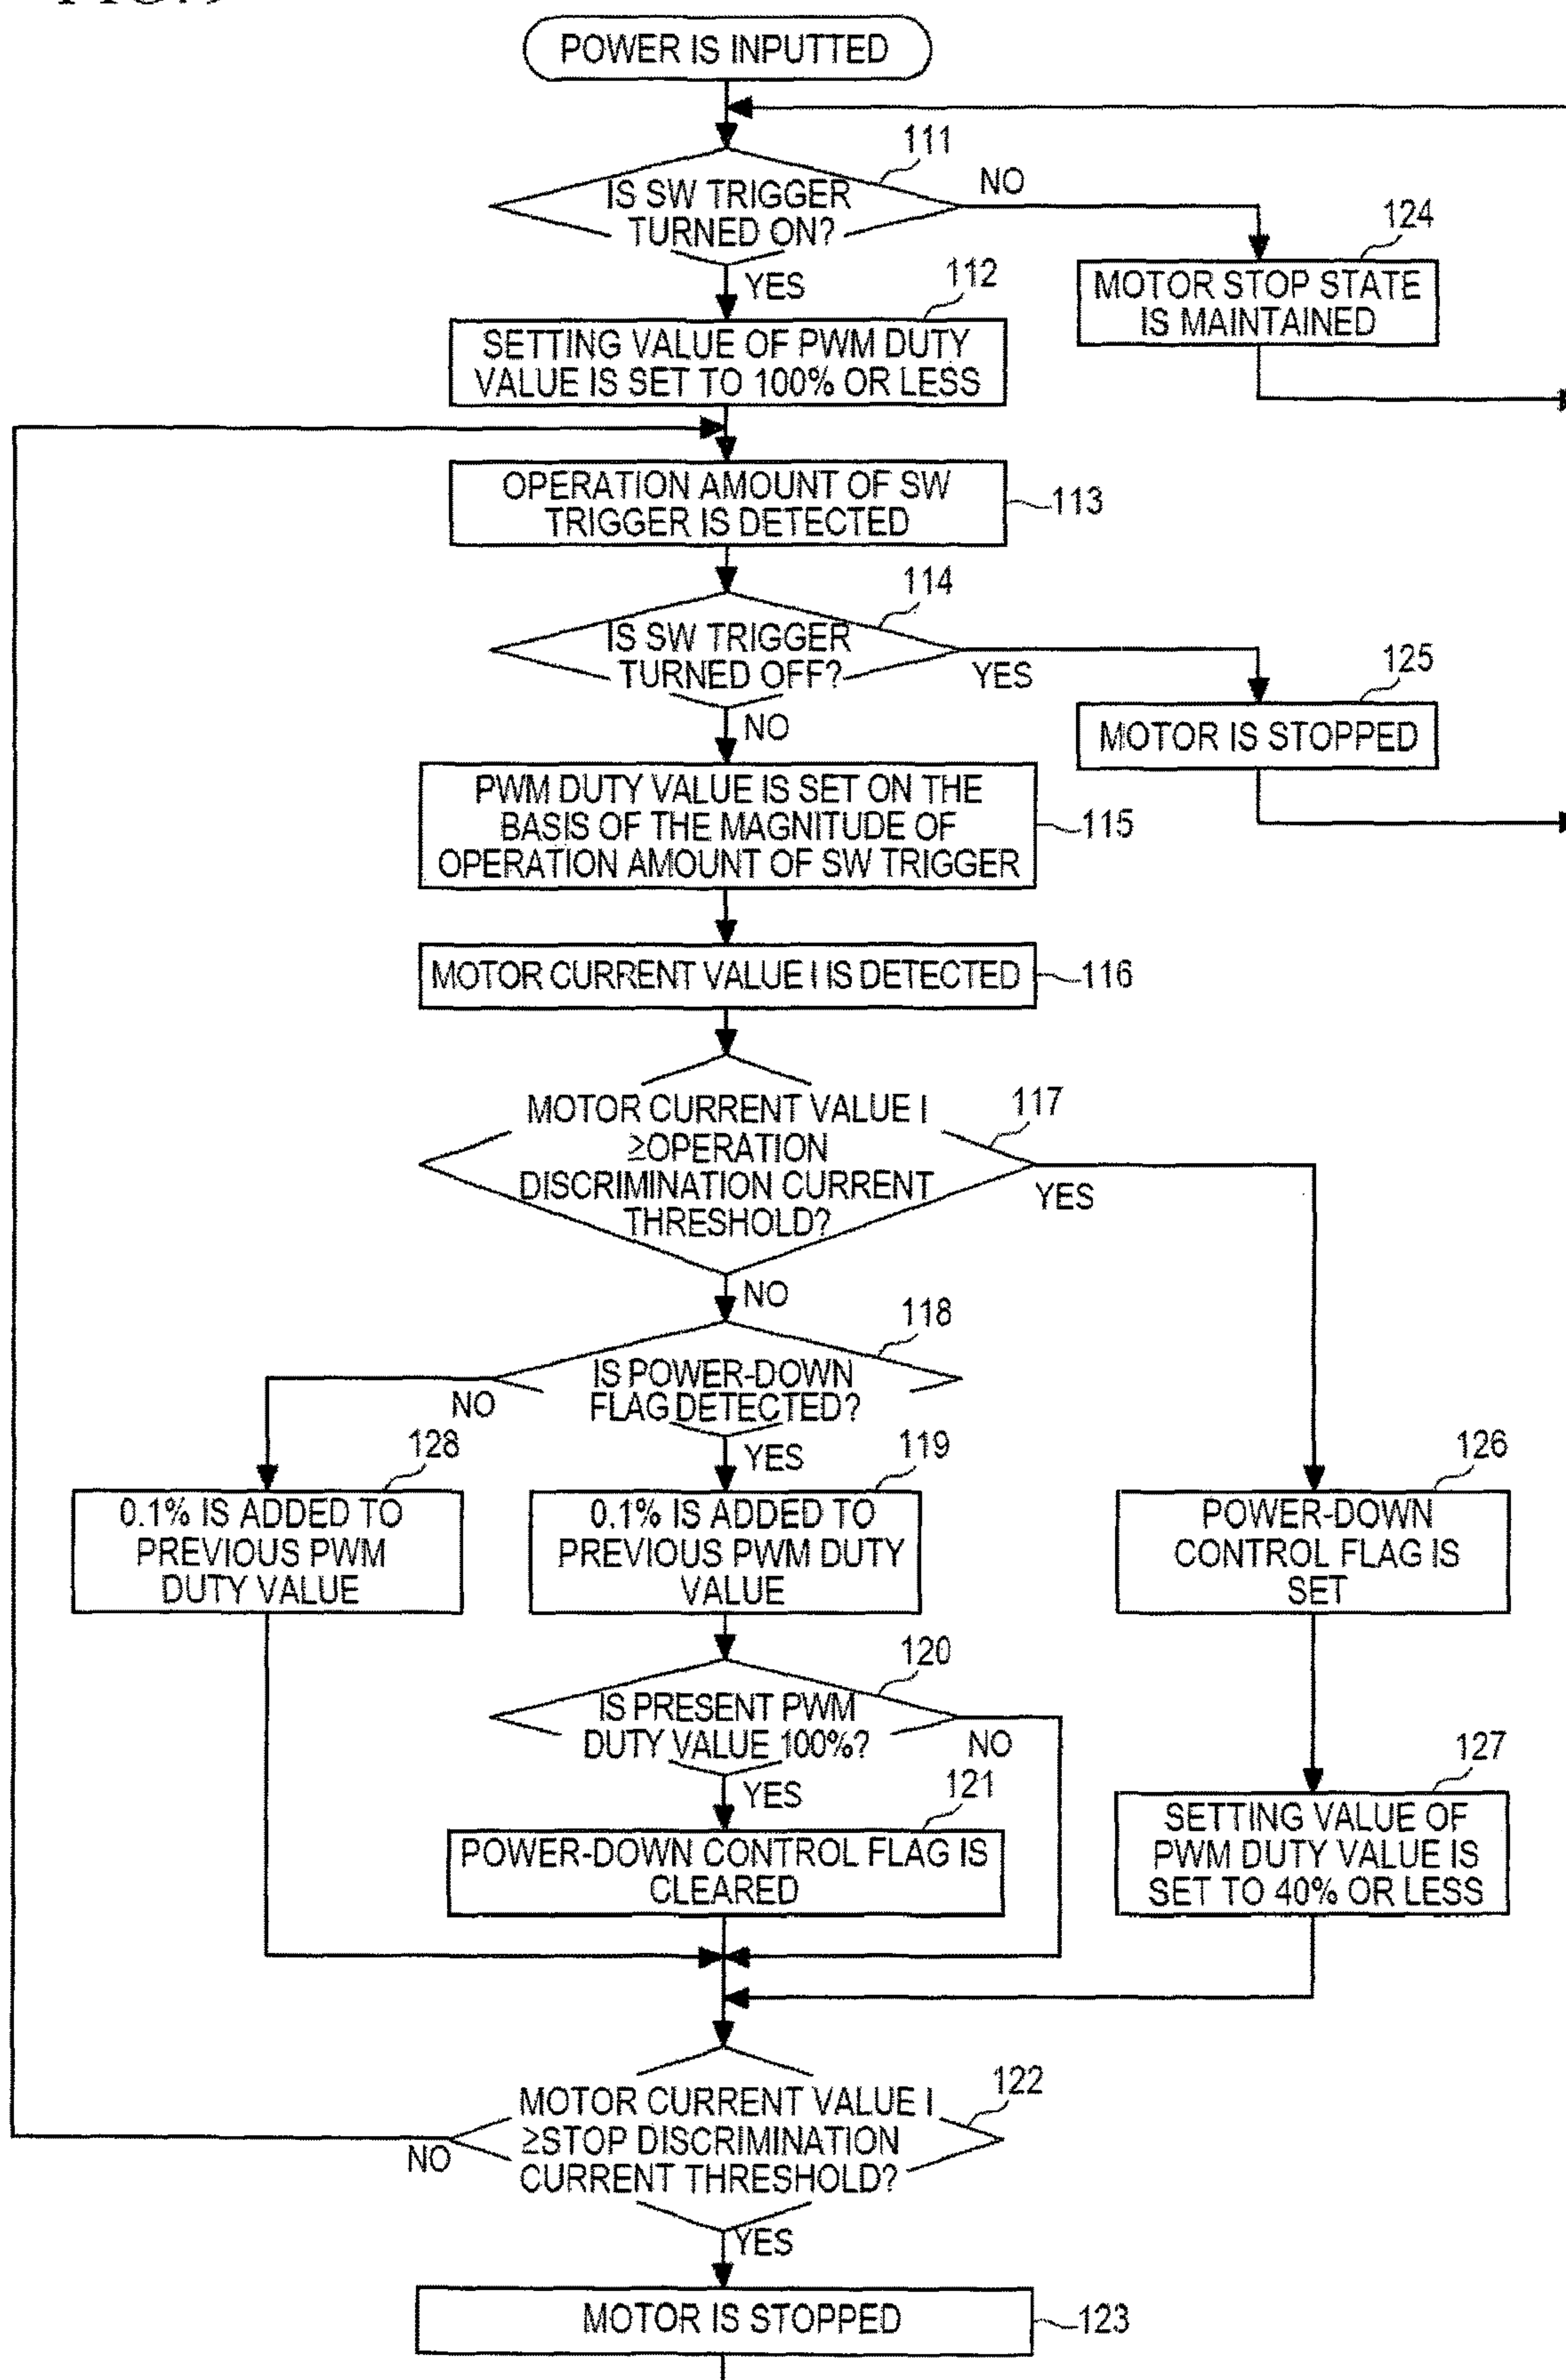 POWER IS INPUTTED
111
IS SW TRIGGER
TURNED ON?
NO
YES
124
MOTOR STOP STATE
IS MAINTAINED
112
SETTING VALUE OF PWM DUTY
VALUE IS SET TO 100% OR LESS
OPERATION AMOUNT OF SW
TRIGGER IS DETECTED
113
114
IS SW TRIGGER
TURNED OFF?
YES
NO
125
MOTOR IS STOPPED
PWM DUTY VALUE IS SET ON THE
BASIS OF THE MAGNITUDE OF
OPERATION AMOUNT OF SW TRIGGER
115
MOTOR CURRENT VALUE I IS DETECTED
116
MOTOR CURRENT VALUE I
≥OPERATION
DISCRIMINATION CURRENT
THRESHOLD?
117
YES
NO
118
IS POWER-DOWN
FLAG DETECTED?
NO
YES
128
0.1% IS ADDED TO
PREVIOUS PWM
DUTY VALUE
119
0.1% IS ADDED TO
PREVIOUS PWM DUTY
VALUE
126
POWER-DOWN
CONTROL FLAG IS
SET
120
IS PRESENT PWM
DUTY VALUE 100%?
NO
YES
121
POWER-DOWN CONTROL FLAG IS
CLEARED
127
SETTING VALUE OF
PWM DUTY VALUE IS
SET TO 40% OR LESS
MOTOR CURRENT VALUE I
≥STOP DISCRIMINATION
CURRENT THRESHOLD?
122
NO
YES
MOTOR IS STOPPED
123